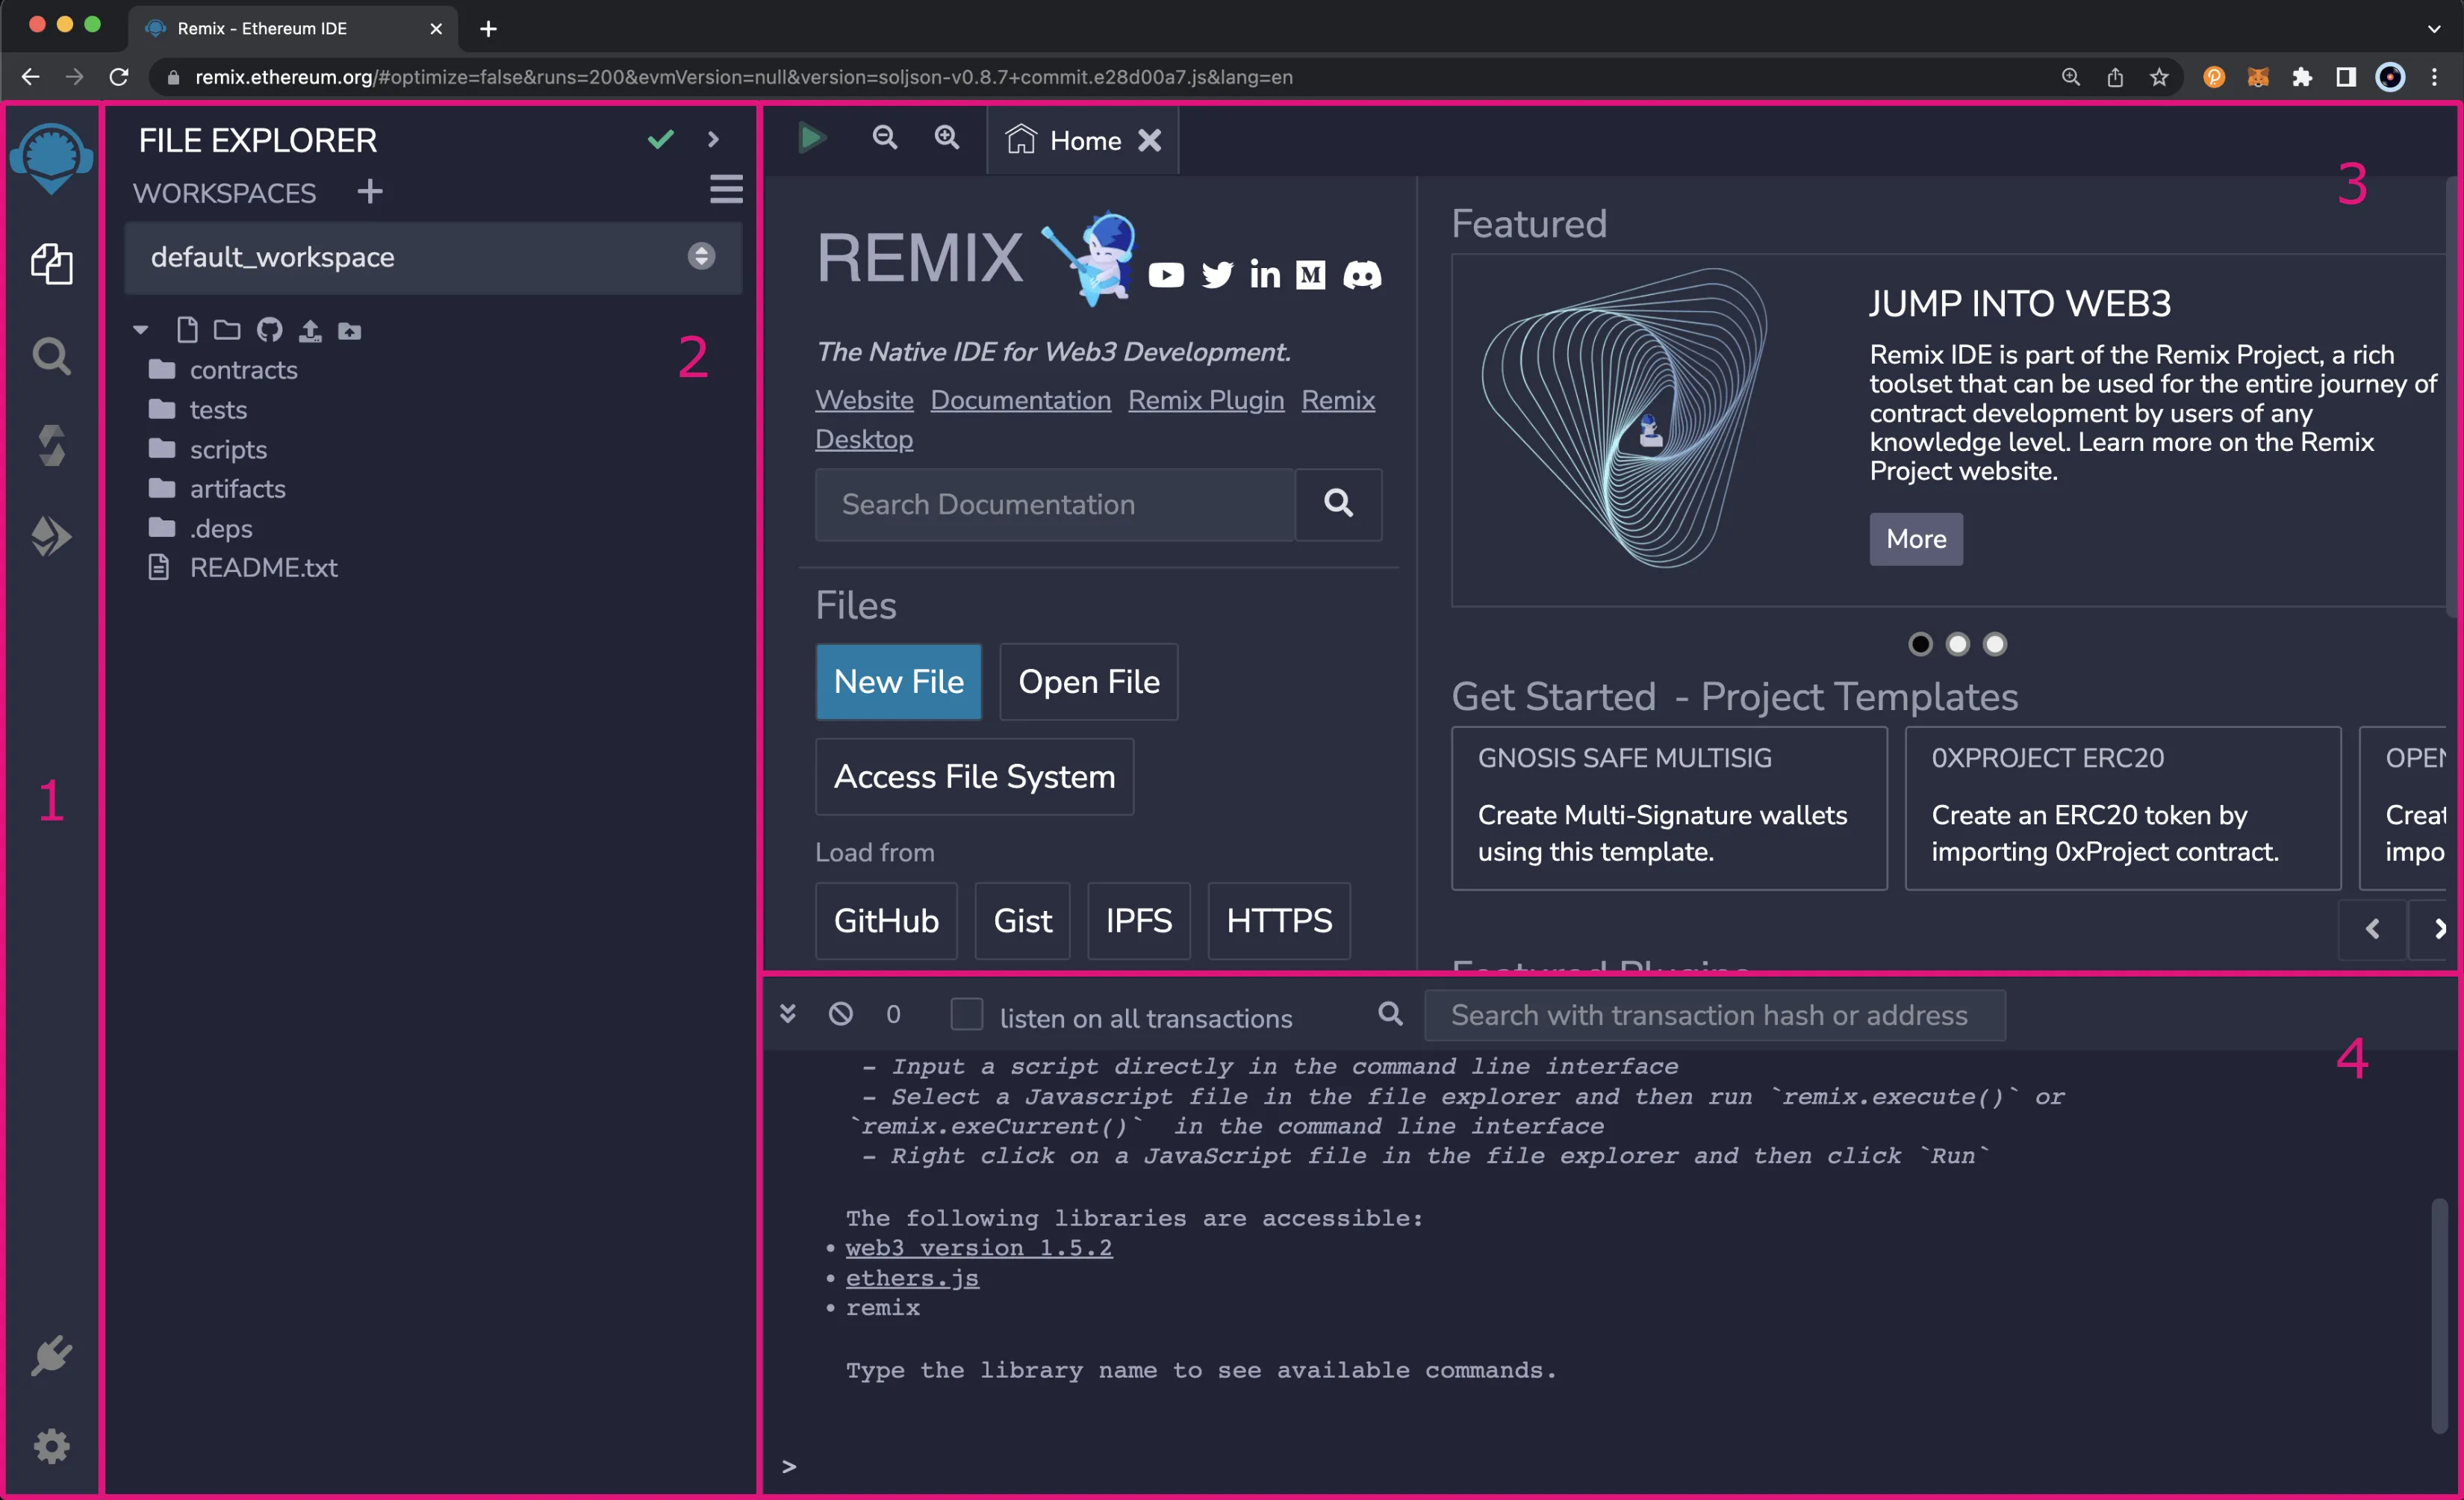 Remix - Ethereum IDE
remix.ethereum.org/#optimize=false&runs=200&evmVersion=null&version=soljson-v0.8.7+commit.e28d00a7.js&lang=en
1
FILE EXPLORER
WORKSPACES
default_workspace
2
contracts
tests
scripts
artifacts
.deps
README.txt
Home
3
REMIX
The Native IDE for Web3 Development.
Website Documentation Remix Plugin Remix
Desktop
Search Documentation
Files
New File Open File
Access File System
Load from
GitHub Gist IPFS HTTPS
Featured
JUMP INTO WEB3
Remix IDE is part of the Remix Project, a rich
toolset that can be used for the entire journey of
contract development by users of any
knowledge level. Learn more on the Remix
Project website.
More
Get Started - Project Templates
GNOSIS SAFE MULTISIG
Create Multi-Signature wallets
using this template.
0XPROJECT ERC20
Create an ERC20 token by
importing 0xProject contract.
OPEN
Creat
impo
Featured Plugins
0 listen on all transactions Search with transaction hash or address
4
- Input a script directly in the command line interface
- Select a Javascript file in the file explorer and then run `remix.execute()` or
`remix.exeCurrent()` in the command line interface
- Right click on a JavaScript file in the file explorer and then click `Run`
The following libraries are accessible:
• web3 version 1.5.2
• ethers.js
• remix
Type the library name to see available commands.
>